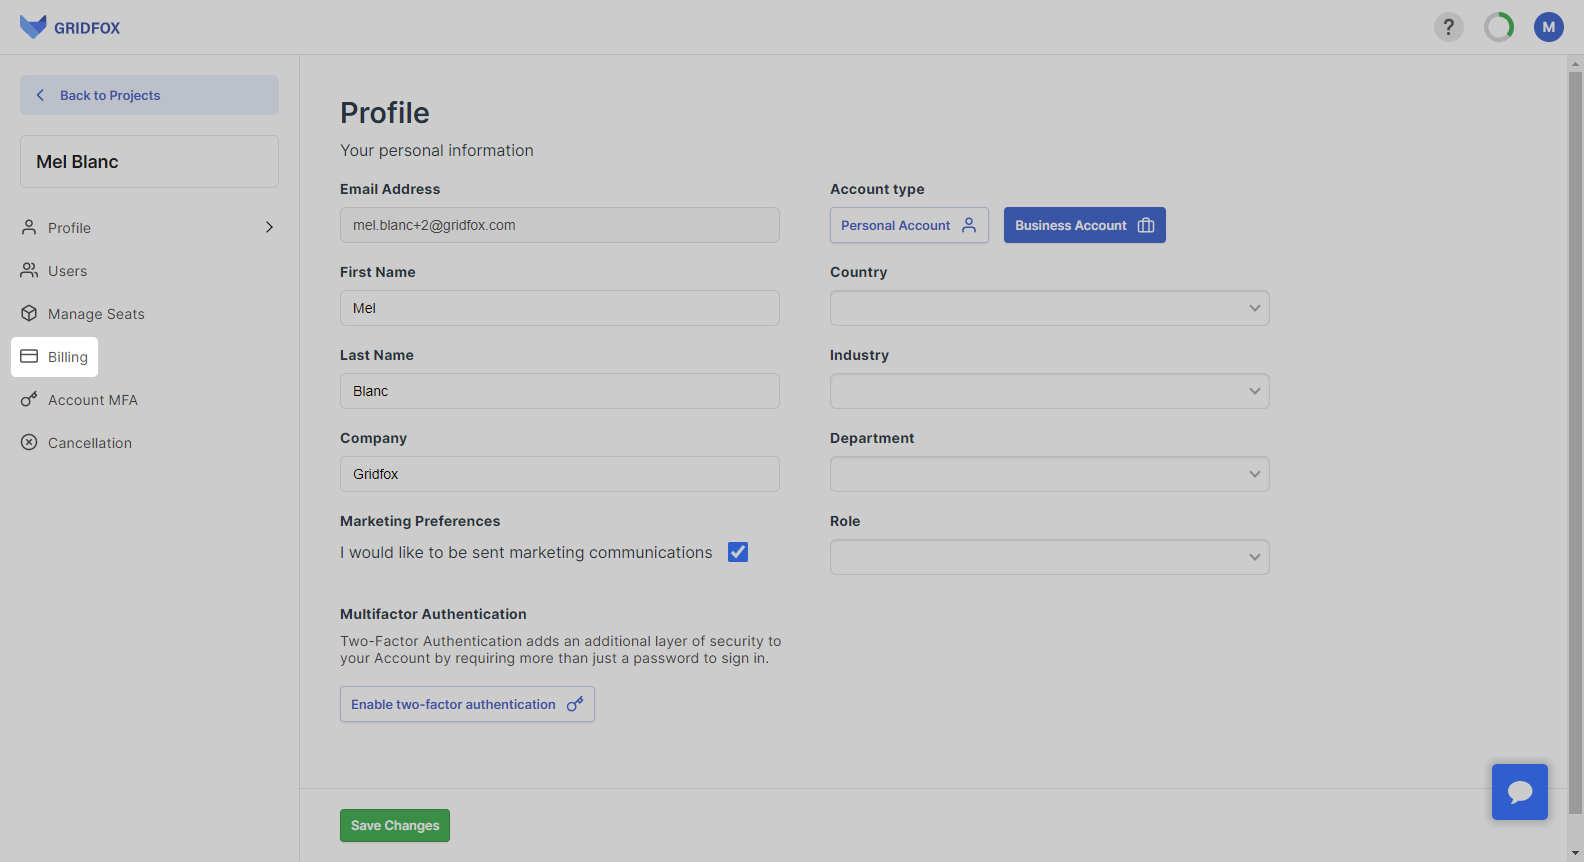 GRIDFOX
?
M
Back to Projects
Mel Blanc
Profile
Users
Manage Seats
Billing
Account MFA
Cancellation
Profile
Your personal information
Email Address
mel.blanc+2@gridfox.com
First Name
Mel
Last Name
Blanc
Company
Gridfox
Marketing Preferences
I would like to be sent marketing communications
Multifactor Authentication
Two-Factor Authentication adds an additional layer of security to
your Account by requiring more than just a password to sign in.
Enable two-factor authentication
Account type
Personal Account
Business Account
Country
Industry
Department
Role
Save Changes